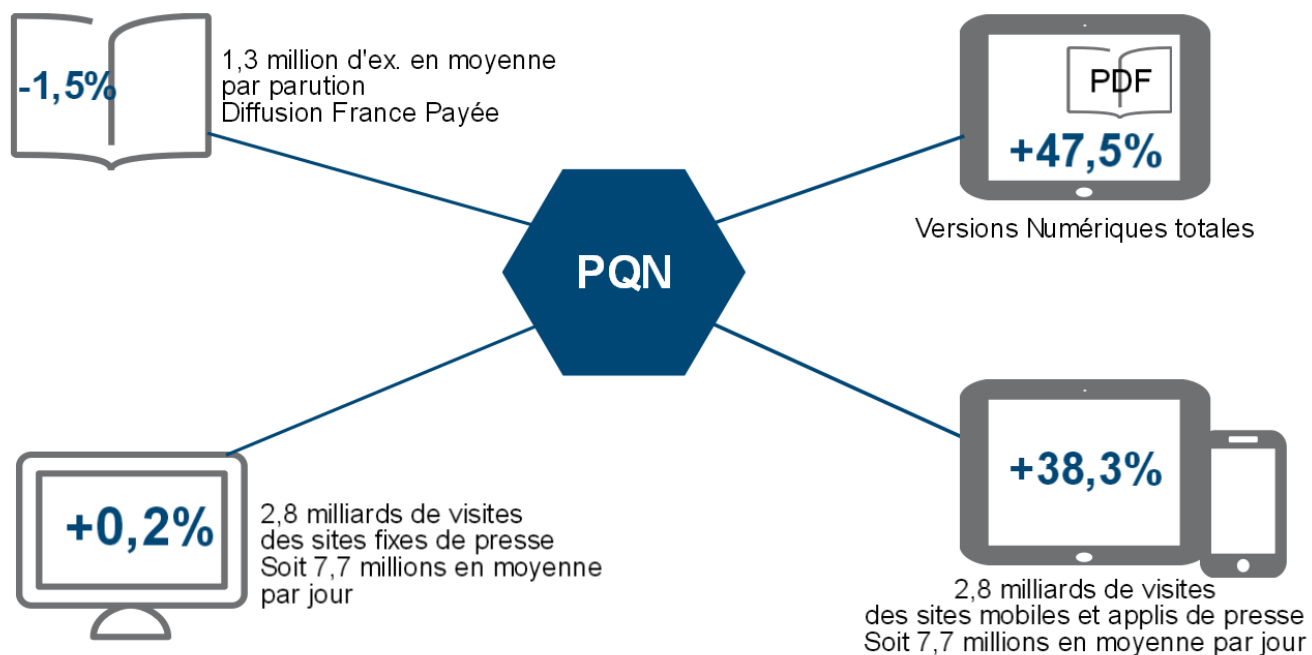 -1,5%
1,3 million d'ex. en moyenne
par parution
Diffusion France Payée
PDF
+47,5%
Versions Numériques totales
PQN
+0,2%
2,8 milliards de visites
des sites fixes de presse
Soit 7,7 millions en moyenne
par jour
+38,3%
2,8 milliards de visites
des sites mobiles et applis de presse
Soit 7,7 millions en moyenne par jour